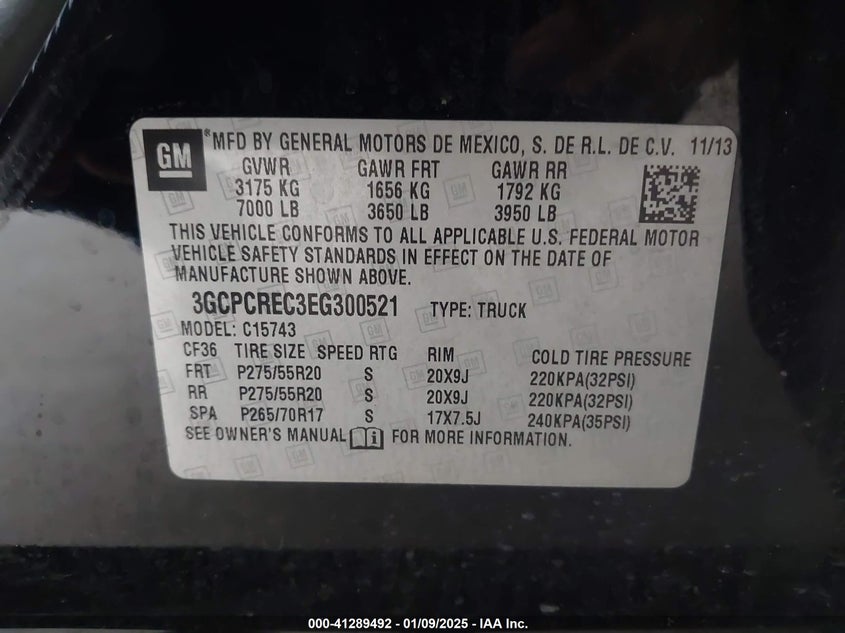 GM ® MFD BY GENERAL MOTORS DE MEXICO, S. DE R.L. DE C.V. 11/13
GVWR GAWR FRT GAWR RR
3175 KG 1656 KG 1792 KG
7000 LB 3650 LB 3950 LB
THIS VEHICLE CONFORMS TO ALL APPLICABLE U.S. FEDERAL MOTOR
VEHICLE SAFETY STANDARDS IN EFFECT ON THE DATE OF
MANUFACTURE SHOWN ABOVE.
3GCPCREC3EG300521 TYPE: TRUCK
MODEL: C15743
CF36 TIRE SIZE SPEED RTG RIM COLD TIRE PRESSURE
FRT P275/55R20 S 20X9J 220KPA(32PSI)
RR P275/55R20 S 20X9J 220KPA(32PSI)
SPA P265/70R17 S 17X7.5J 240KPA(35PSI)
SEE OWNER'S MANUAL FOR MORE INFORMATION.
000-41289492 - 01/09/2025 - IAA Inc.